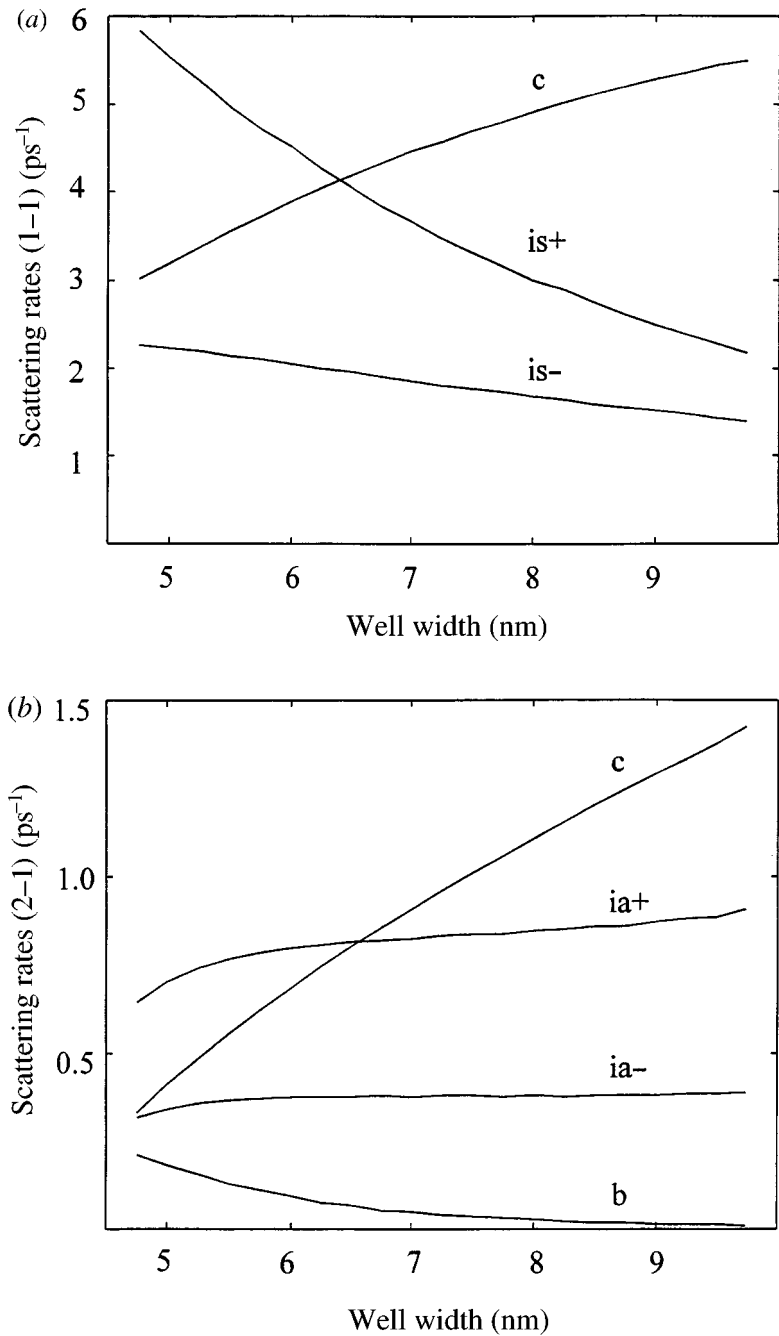 (a)
6
5
4
3
2
1
Scattering rates (1–1) (ps⁻¹)
c
is+
is−
5 6 7 8 9
Well width (nm)
(b)
1.5
1.0
0.5
Scattering rates (2–1) (ps⁻¹)
c
ia+
ia−
b
5 6 7 8 9
Well width (nm)